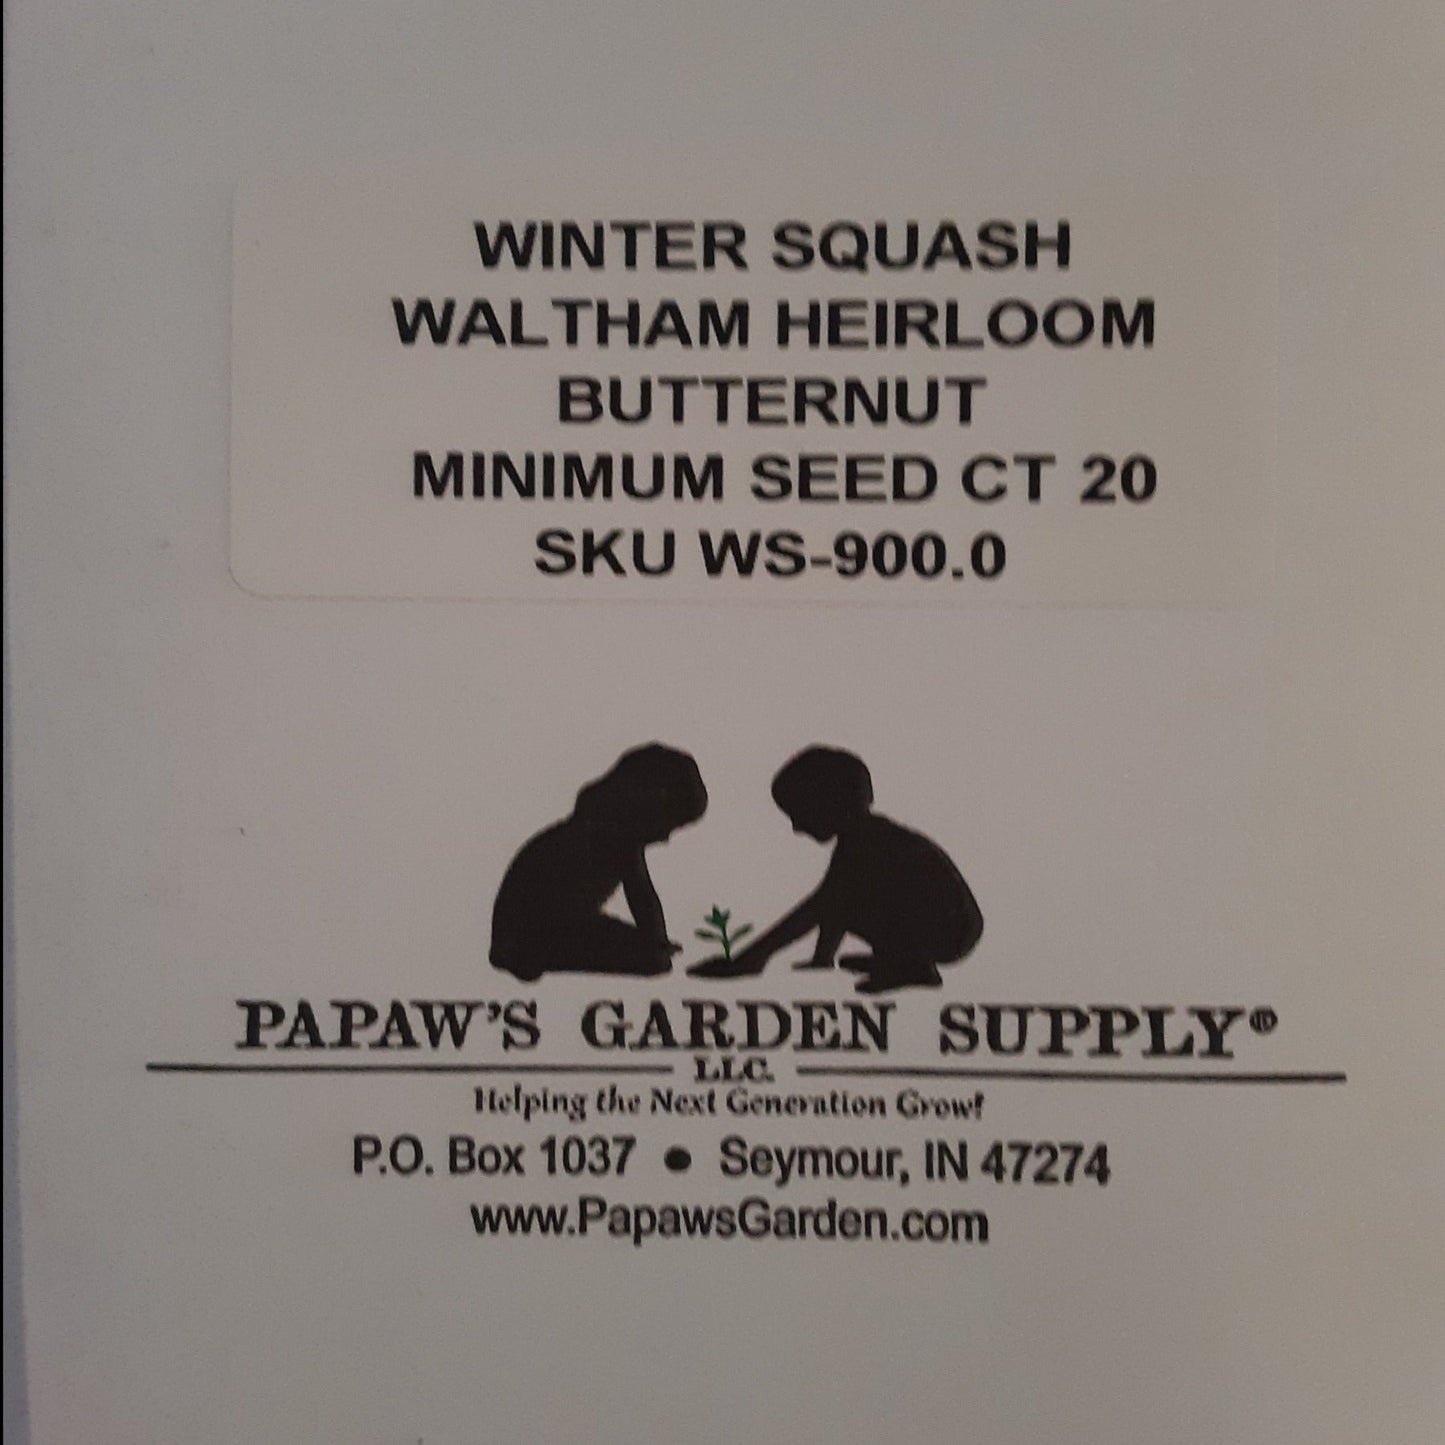 WINTER SQUASH
WALTHAM HEIRLOOM
BUTTERNUT
MINIMUM SEED CT 20
SKU WS-900.0
PAPAW'S GARDEN SUPPLY®
LLC.
Helping the Next Generation Grow!
P.O. Box 1037 • Seymour, IN 47274
www.PapawsGarden.com